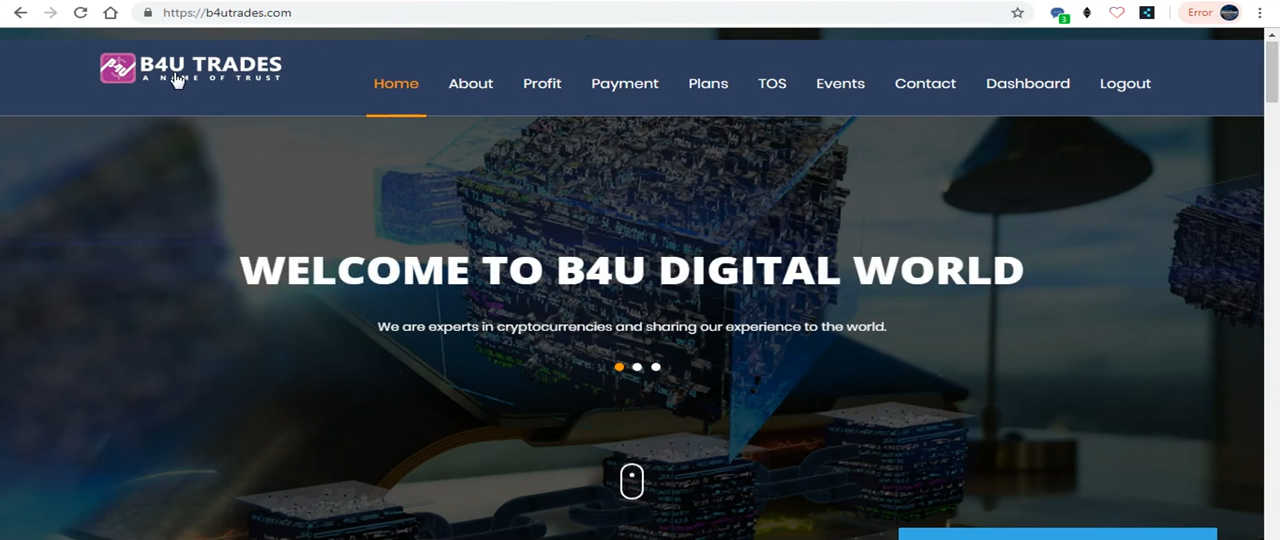 https://b4utrades.com
3
Error
B4U TRADES
A NAME OF TRUST
Home About Profit Payment Plans TOS Events Contact Dashboard Logout
WELCOME TO B4U DIGITAL WORLD
We are experts in cryptocurrencies and sharing our experience to the world.